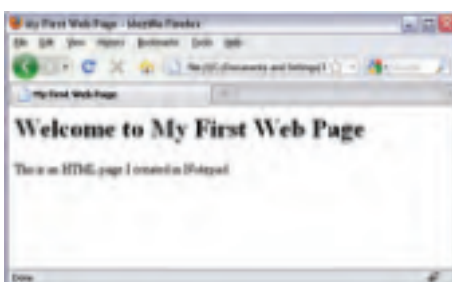 My First Web Page - Mozilla Firefox
File Edit View History Bookmarks Tools Help
My First Web Page
Welcome to My First Web Page
This is an HTML page I created in Notepad
Done